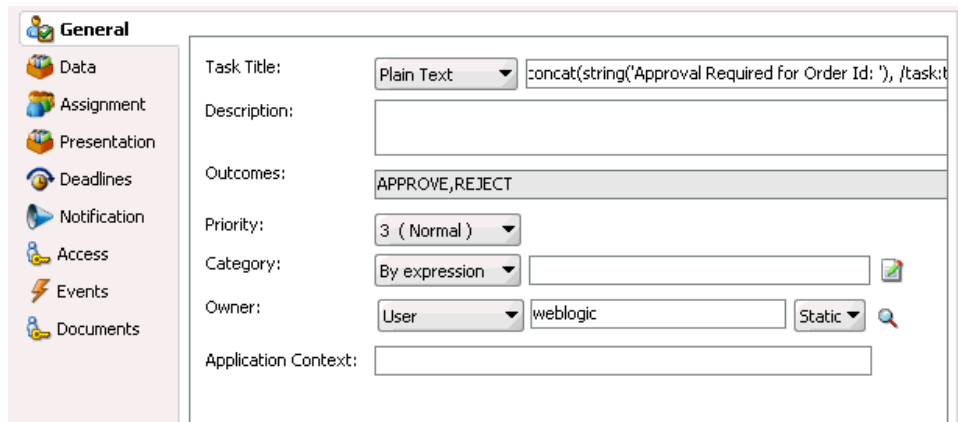 General
Data
Assignment
Presentation
Deadlines
Notification
Access
Events
Documents
Task Title: Plain Text concat(string('Approval Required for Order Id: '), /task:t
Description:
Outcomes: APPROVE,REJECT
Priority: 3 (Normal)
Category: By expression
Owner: User weblogic Static
Application Context: